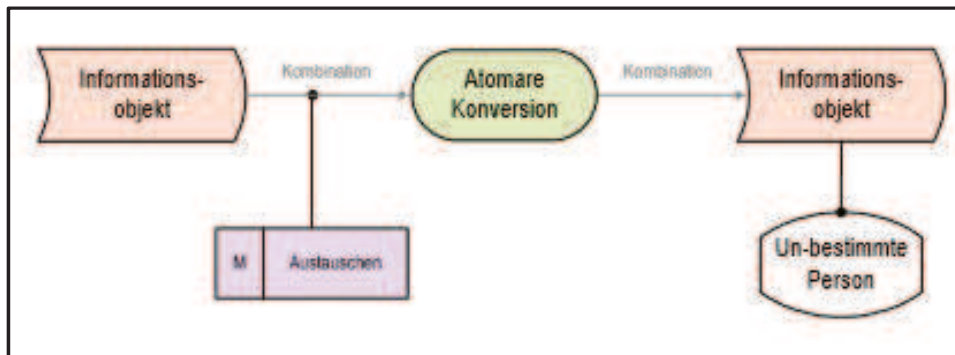 Informations-
objekt
Kombination
Atomare
Konversion
Kombination
Informations-
objekt
M
Austauschen
Un-bestimmte
Person